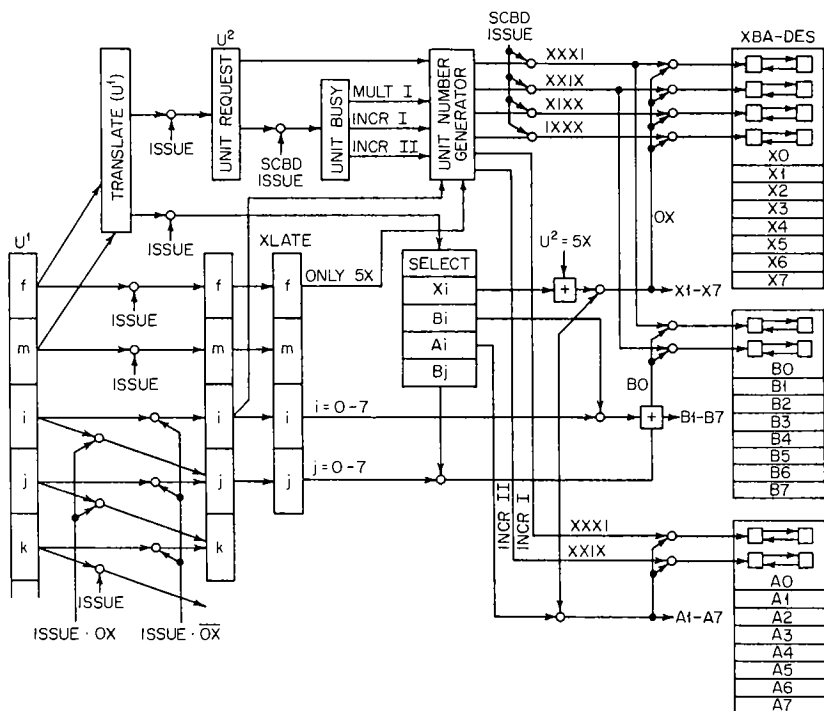 SCBD
ISSUE
XBA-DES
U²
XXXI
XXIX
XIXX
IXXX
TRANSLATE (U¹)
ISSUE
UNIT REQUEST
SCBD
ISSUE
UNIT BUSY
MULT I
INCR I
INCR II
UNIT NUMBER
GENERATOR
OX
X0
X1
X2
X3
X4
X5
X6
X7
ISSUE
U¹
XLATE
SELECT
Xi
Bi
Ai
Bj
U² = 5X
+
X1-X7
f
ISSUE
f
f
ONLY 5X
m
ISSUE
m
m
i
i
i
i = 0-7
j
j
j
j = 0-7
k
k
ISSUE
ISSUE · OX
ISSUE · O̅X̅
BO
+
B1-B7
B0
B1
B2
B3
B4
B5
B6
B7
INCR II
INCR I
XXXI
XXIX
A1-A7
A0
A1
A2
A3
A4
A5
A6
A7